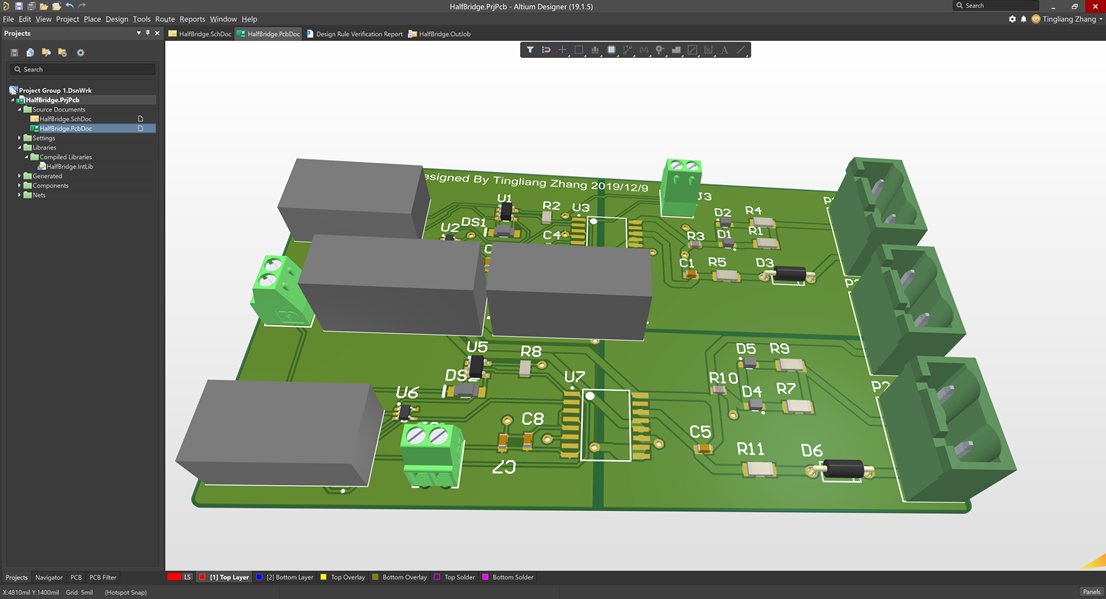 HalfBridge.PrjPcb - Altium Designer (19.1.5)
Search
File Edit View Project Place Design Tools Route Reports Window Help
Tingliang Zhang
Projects
HalfBridge.SchDoc
HalfBridge.PcbDoc
Design Rule Verification Report
HalfBridge.OutJob
Search
Project Group 1.DsnWrk
HalfBridge.PrjPcb
Source Documents
HalfBridge.SchDoc
HalfBridge.PcbDoc
Settings
Libraries
Compiled Libraries
HalfBridge.IntLib
Generated
Components
Nets
esigned By Tingliang Zhang 2019/12/9
U1
R2
U3
DS1
U2
C4
D2
R4
R3
D1
R1
C1
R5
D3
U5
R8
U7
U6
C8
C7
D5
R9
R10
D4
R7
C5
R11
D6
P2
Projects Navigator PCB PCB Filter
LS
[1] Top Layer
[2] Bottom Layer
Top Overlay
Bottom Overlay
Top Solder
Bottom Solder
X:4810mil Y:1400mil Grid: 5mil (Hotspot Snap)
Panels